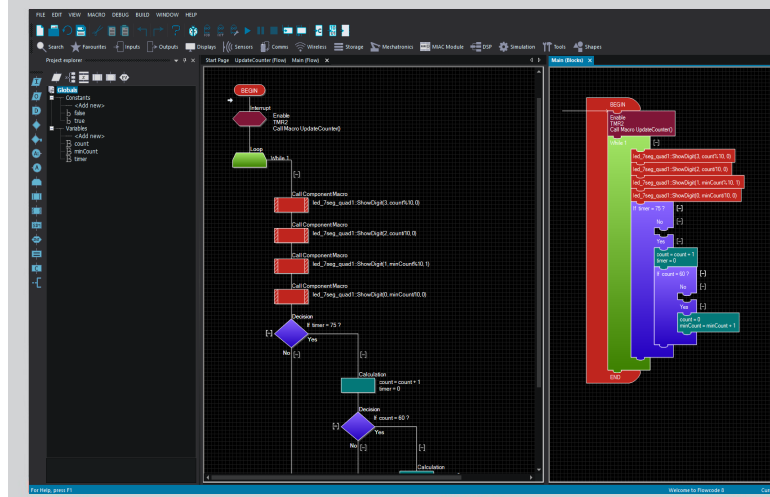 FILE EDIT VIEW MACRO DEBUG BUILD WINDOW HELP
Search Favourites Inputs Outputs Displays Sensors Comms Wireless Storage Mechatronics MIAC Module DSP Simulation Tools Shapes
Project explorer
Start Page UpdateCounter (Flow) Main (Flow) X
Main (Blocks) X
Globals
Constants
<Add new>
false
true
Variables
<Add new>
count
minCount
timer
BEGIN
Interrupt
Enable
TMR2
Call Macro UpdateCounter()
Loop
While 1
[-]
Call Component Macro
led_7seg_quad1::ShowDigit(3, count%10, 0)
Call Component Macro
led_7seg_quad1::ShowDigit(2, count/10, 0)
Call Component Macro
led_7seg_quad1::ShowDigit(1, minCount%10, 1)
Call Component Macro
led_7seg_quad1::ShowDigit(0, minCount/10, 0)
Decision
If timer = 75 ?
[-]
Yes
No [-]
[-]
Calculation
count = count + 1
timer = 0
Decision
If count = 60 ?
[-]
Yes
No [-]
[-]
Calculation
BEGIN
Enable
TMR2
Call Macro UpdateCounter()
While 1 [-]
led_7seg_quad1::ShowDigit(3, count%10, 0)
led_7seg_quad1::ShowDigit(2, count/10, 0)
led_7seg_quad1::ShowDigit(1, minCount%10, 1)
led_7seg_quad1::ShowDigit(0, minCount/10, 0)
If timer = 75 ? [-]
No [-]
Yes [-]
count = count + 1
timer = 0
If count = 60 ? [-]
No [-]
Yes [-]
count = 0
minCount = minCount + 1
END
For Help, press F1
Welcome to Flowcode 8
Cur